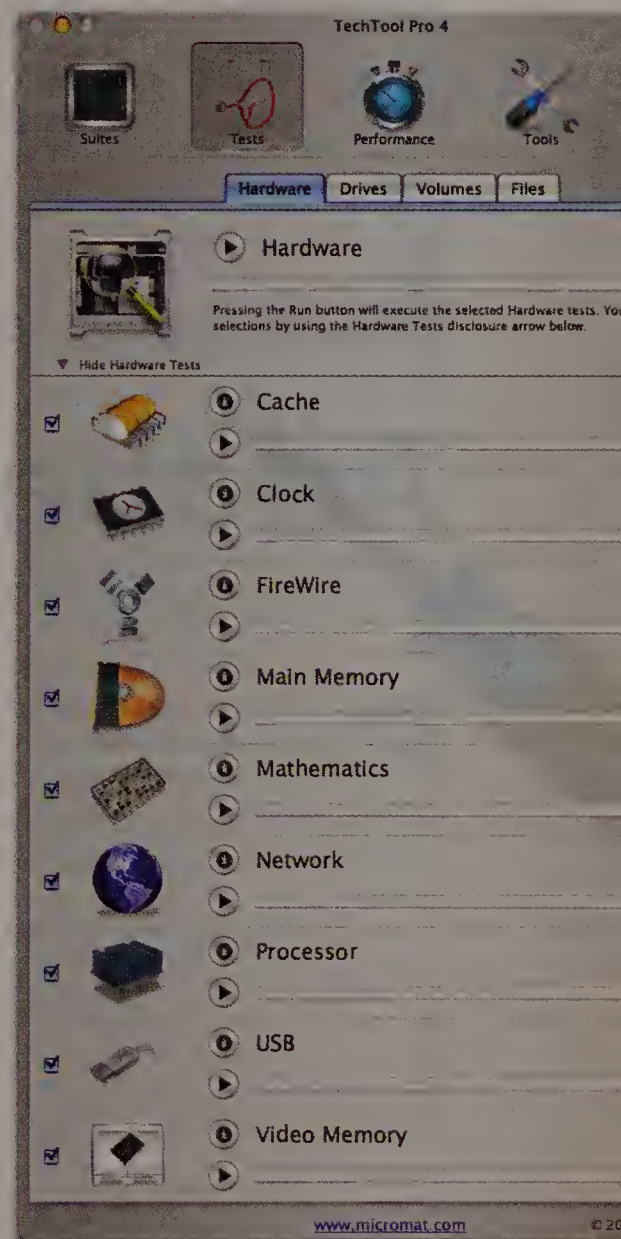 TechTool Pro 4
Suites Tests Performance Tools
Hardware Drives Volumes Files
Hardware
Pressing the Run button will execute the selected Hardware tests. You
selections by using the Hardware Tests disclosure arrow below.
Hide Hardware Tests
Cache
Clock
FireWire
Main Memory
Mathematics
Network
Processor
USB
Video Memory
www.micromat.com © 20